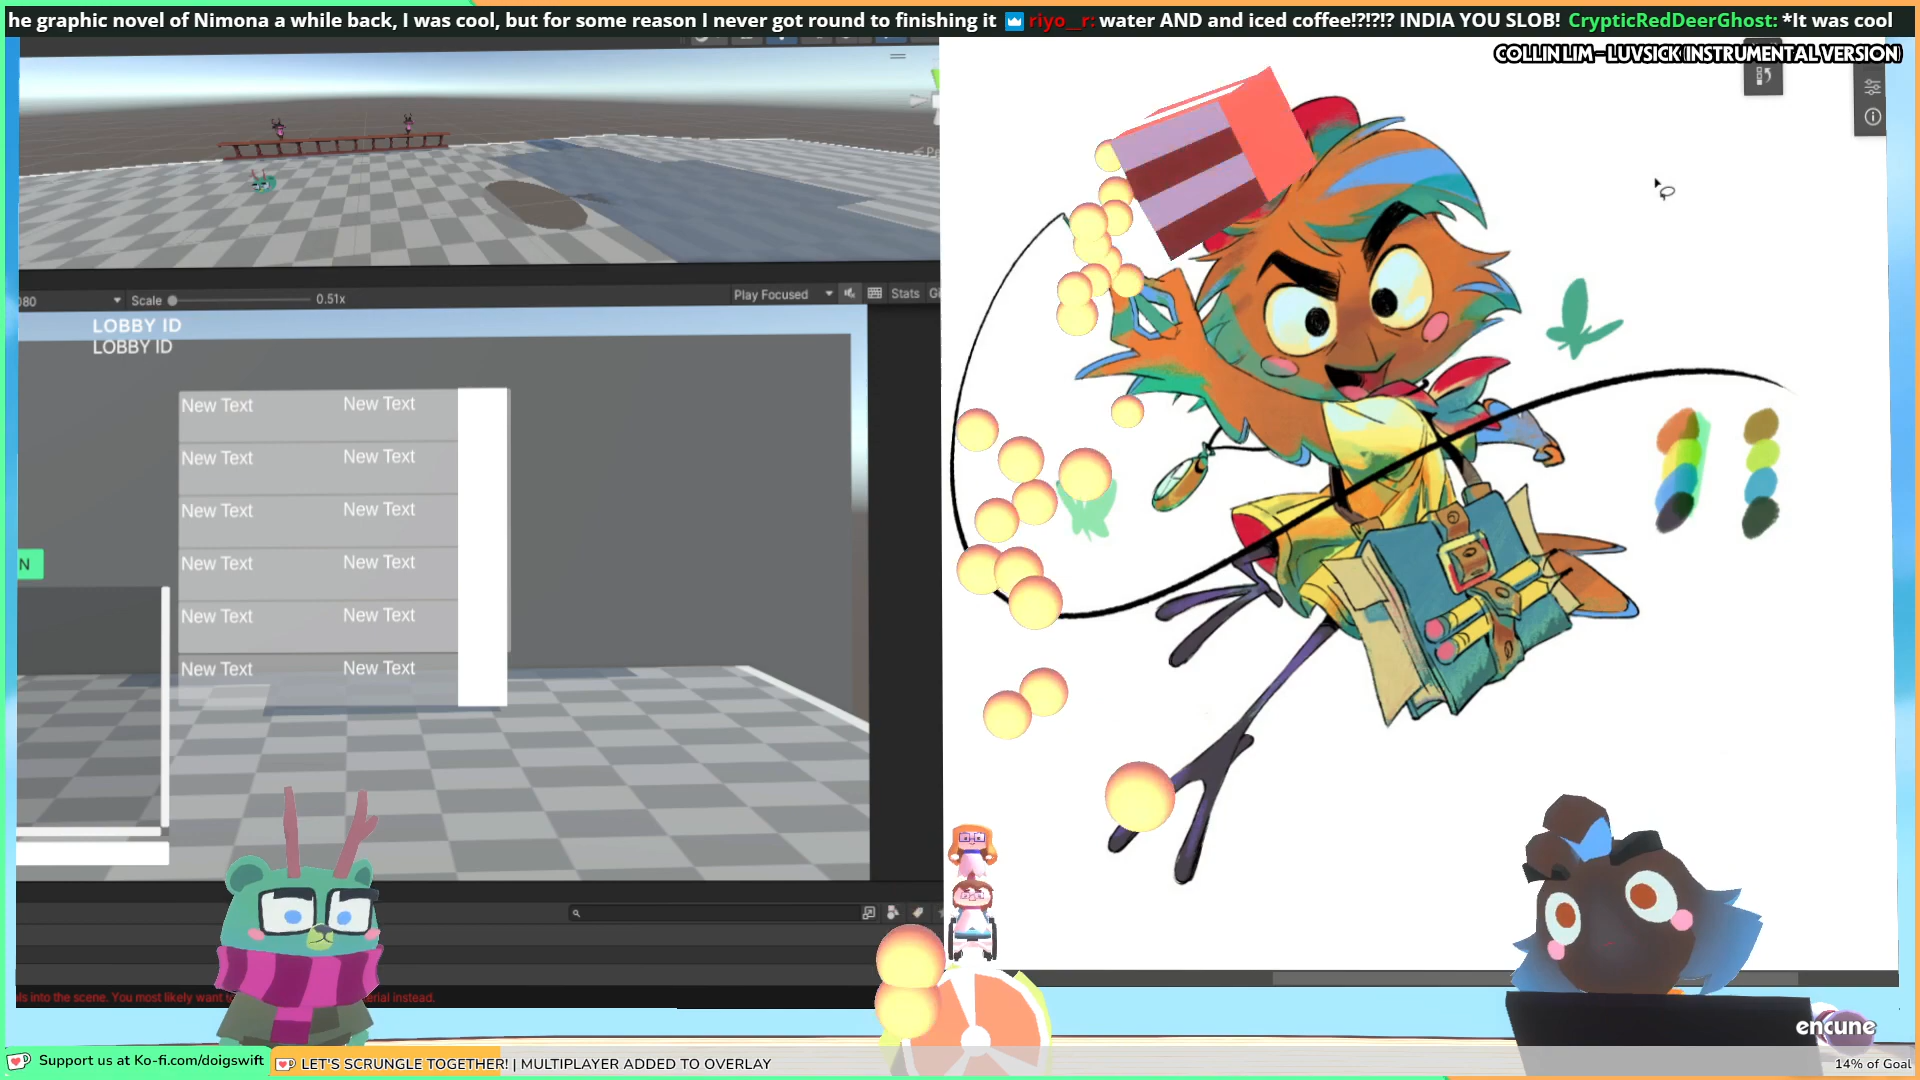 he graphic novel of Nimona a while back, I was cool, but for some reason I never got round to finishing it riyo__r: water AND and iced coffee!?!?!? INDIA YOU SLOB! CrypticRedDeerGhost: *It was cool
COLLIN LIM - LUVSICK (INSTRUMENTAL VERSION)
080 Scale 0.51x Play Focused Stats Gi
LOBBY ID
LOBBY ID
New Text New Text
New Text New Text
New Text New Text
N
New Text New Text
New Text New Text
New Text New Text
ls into the scene. You most likely want to erial instead.
encune
Support us at Ko-fi.com/doigswift LET'S SCRUNGLE TOGETHER! | MULTIPLAYER ADDED TO OVERLAY 14% of Goal